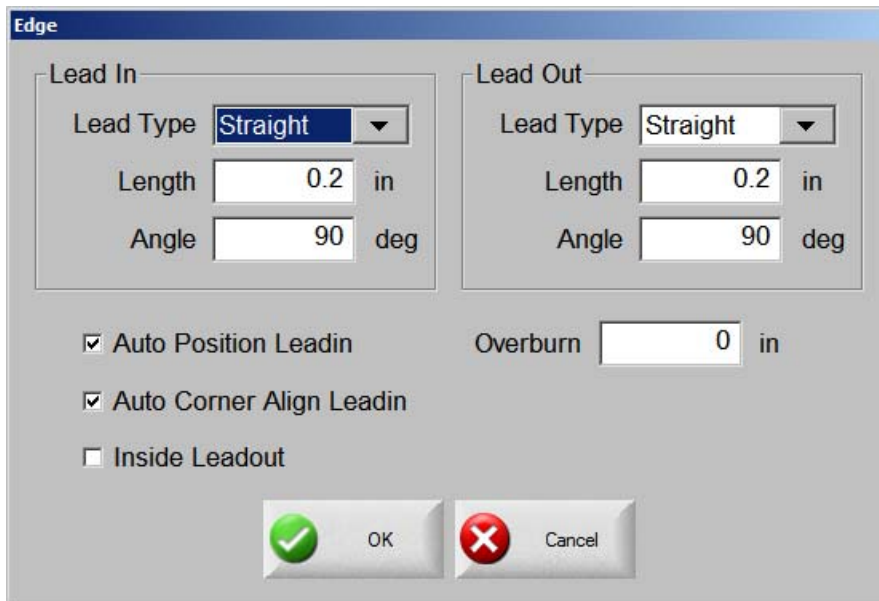 Edge
Lead In
Lead Type Straight
Length 0.2 in
Angle 90 deg
Lead Out
Lead Type Straight
Length 0.2 in
Angle 90 deg
Auto Position Leadin
Overburn 0 in
Auto Corner Align Leadin
Inside Leadout
OK
Cancel